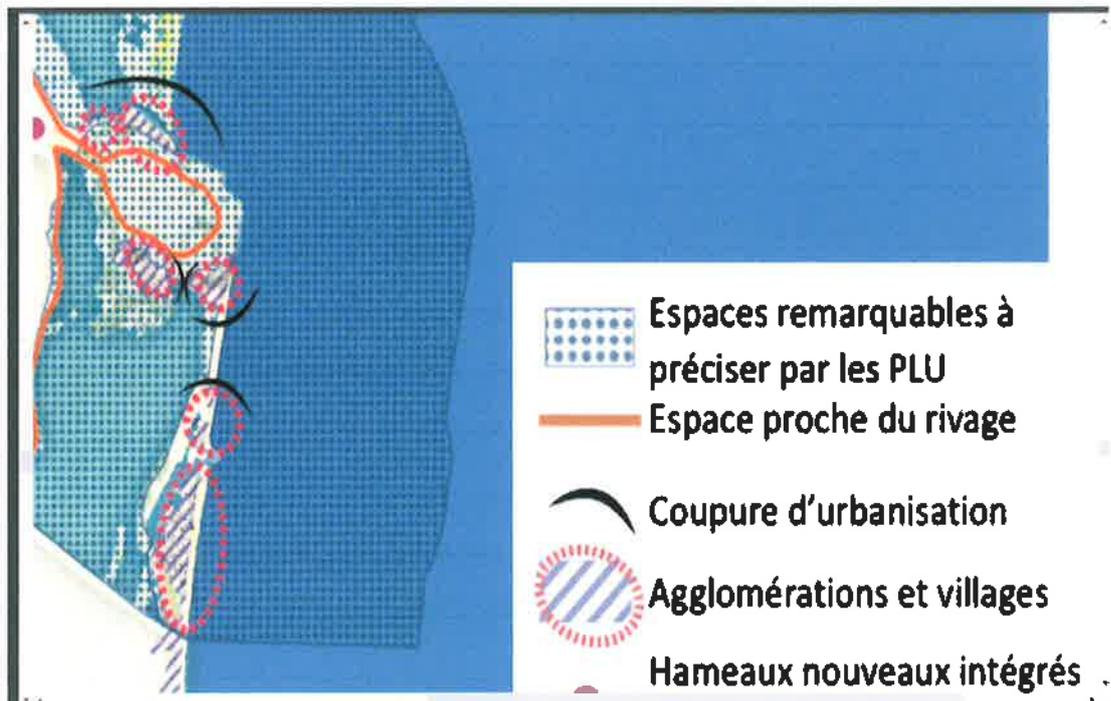 Espaces remarquables à
préciser par les PLU
Espace proche du rivage
Coupure d'urbanisation
Agglomérations et villages
Hameaux nouveaux intégrés